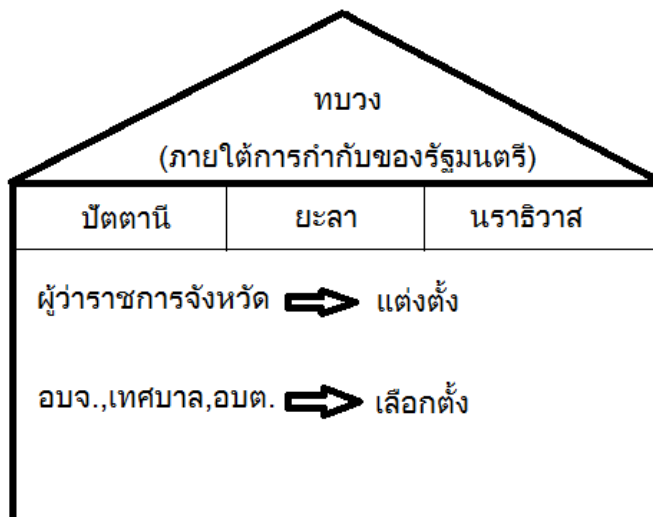 ทบวง
(ภายใต้การกำกับของรัฐมนตรี)
ปัตตานี ยะลา นราธิวาส
ผู้ว่าราชการจังหวัด แต่งตั้ง
อบจ.,เทศบาล,อบต. เลือกตั้ง